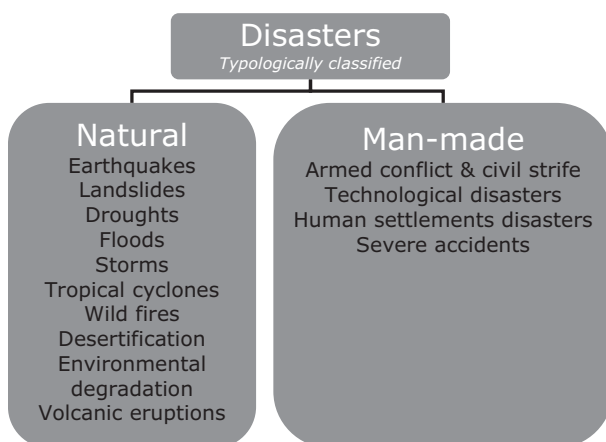 Disasters
Typologically classified
Natural
Earthquakes
Landslides
Droughts
Floods
Storms
Tropical cyclones
Wild fires
Desertification
Environmental
degradation
Volcanic eruptions
Man-made
Armed conflict & civil strife
Technological disasters
Human settlements disasters
Severe accidents